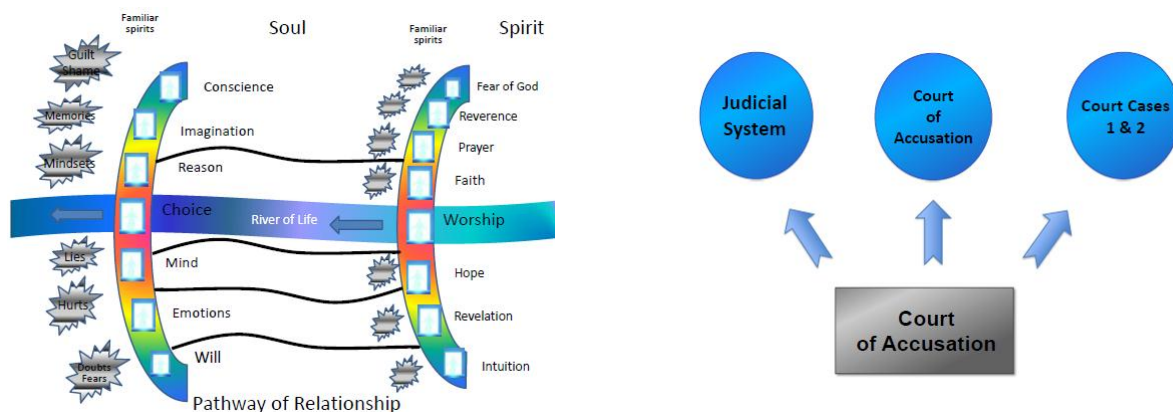 Familiar
spirits
Soul
Familiar
spirits
Spirit
Guilt
Shame
Conscience
Fear of God
Memories
Imagination
Reverence
Mindsets
Reason
Prayer
Faith
Choice
River of Life
Worship
Lies
Mind
Hope
Hurts
Emotions
Revelation
Doubts
Fears
Will
Intuition
Pathway of Relationship
Judicial
System
Court
of
Accusation
Court Cases
1 & 2
Court
of Accusation